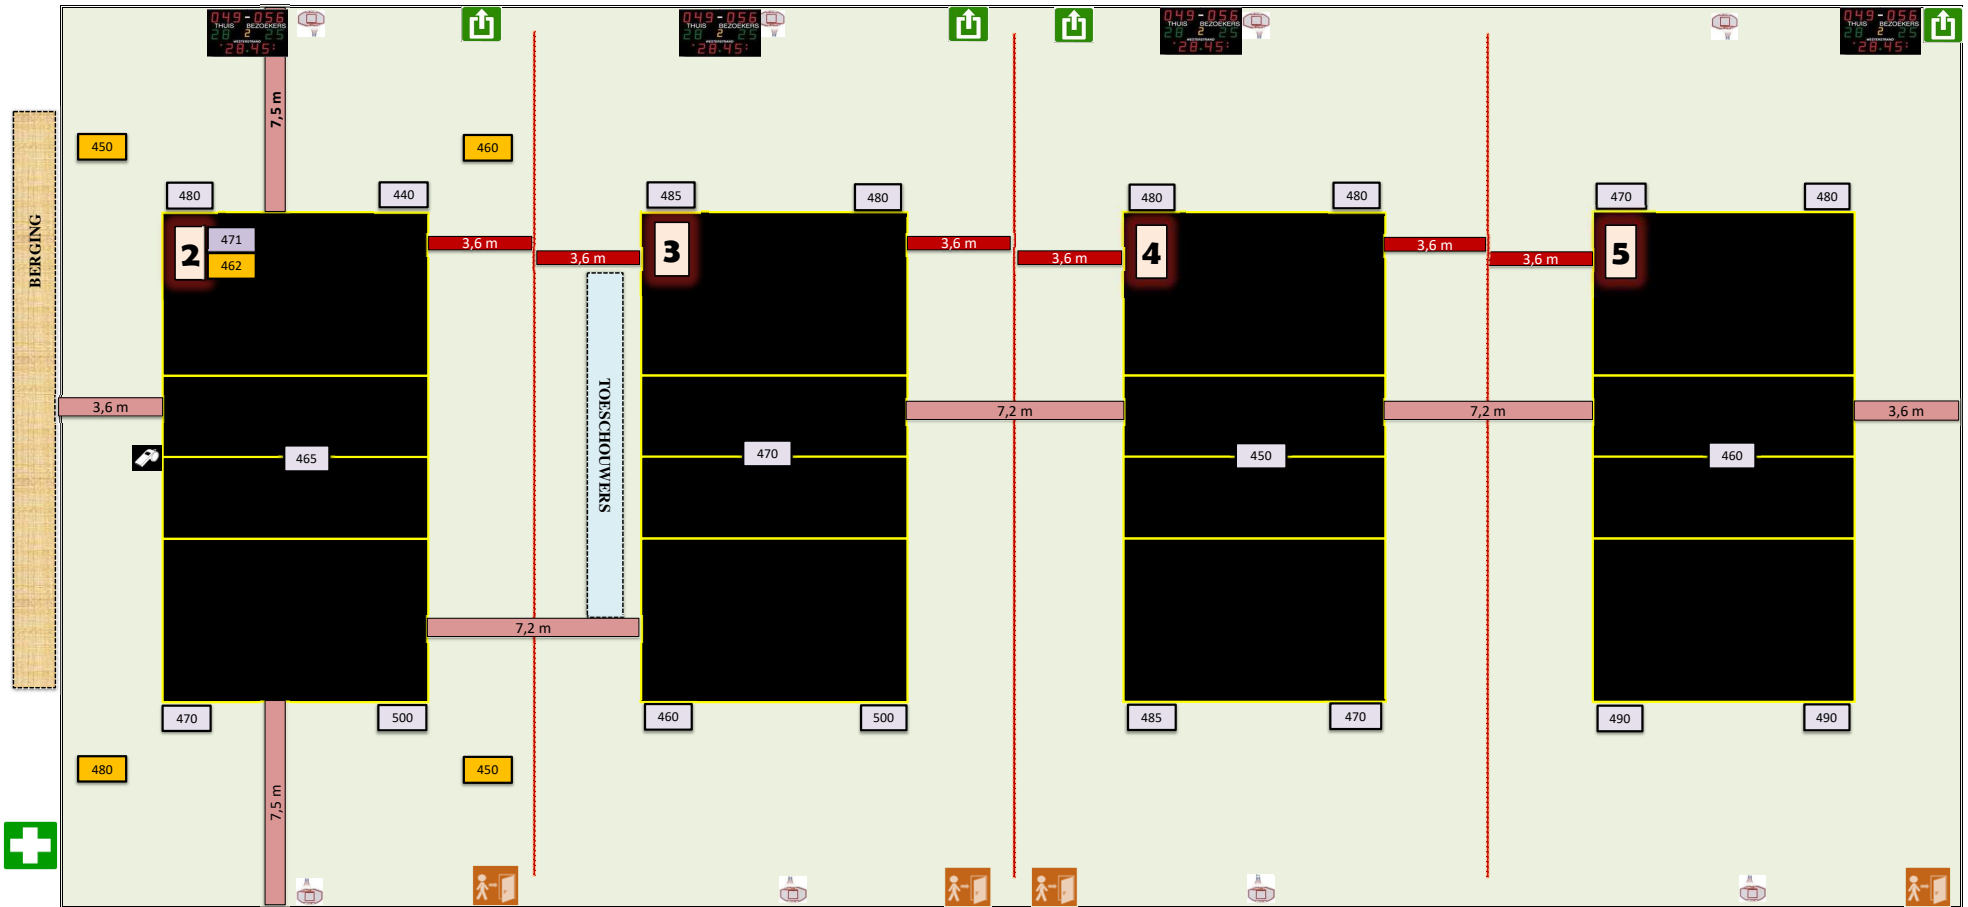 049-056
THUIS BEZOEKERS
28 2 25
WESTERSTRAND
28.45:
049-056
THUIS BEZOEKERS
28 2 25
WESTERSTRAND
28.45:
049-056
THUIS BEZOEKERS
28 2 25
WESTERSTRAND
28.45:
049-056
THUIS BEZOEKERS
28 2 25
WESTERSTRAND
28.45:
7,5 m
450
460
480
440
485
480
480
480
470
480
BERGING
2
471
462
3
4
5
3,6 m
3,6 m
3,6 m
3,6 m
3,6 m
3,6 m
TOESCHOUWERS
3,6 m
7,2 m
7,2 m
3,6 m
465
470
450
460
7,2 m
470
500
460
500
485
470
490
490
480
450
7,5 m